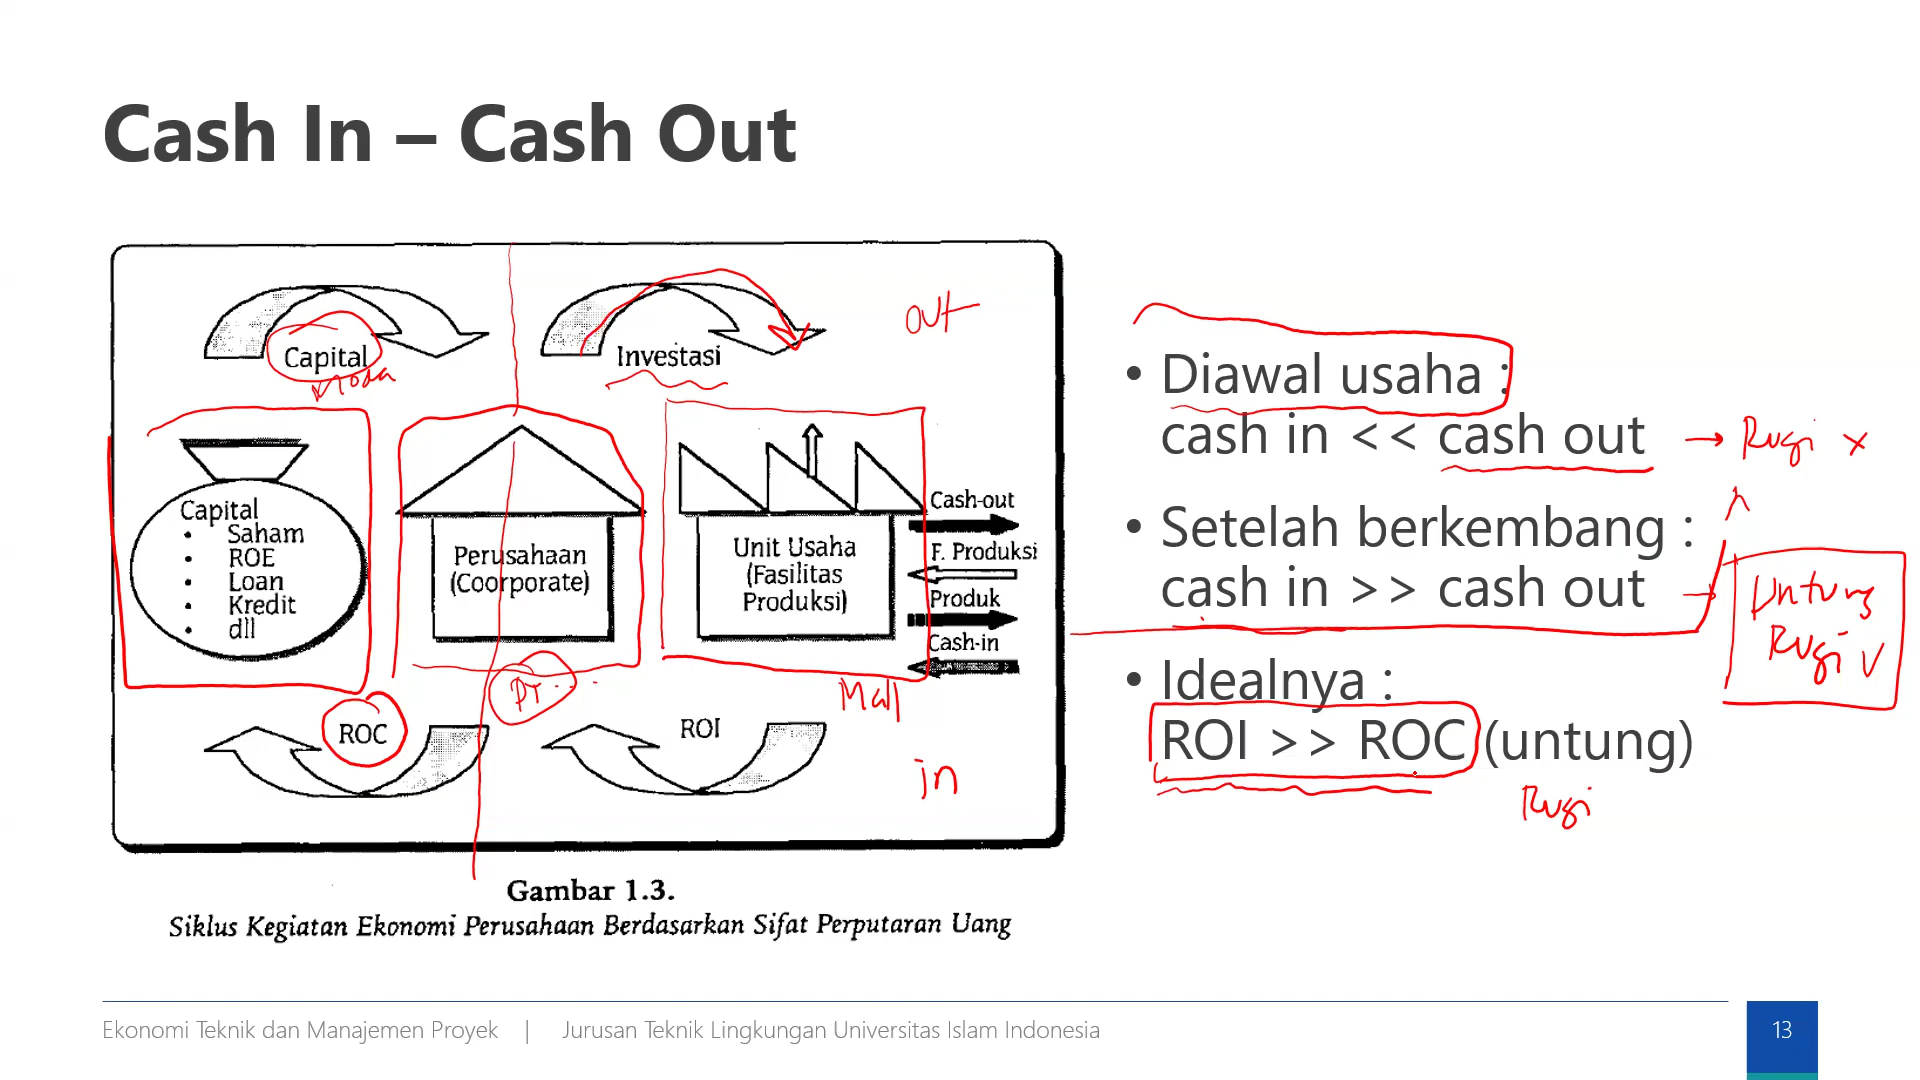 Cash In – Cash Out
Capital
Moda
Investasi
out
Capital
• Saham
• ROE
• Loan
• Kredit
• dll
Perusahaan
(Coorporate)
Unit Usaha
(Fasilitas
Produksi)
Cash-out
F. Produksi
Produk
Cash-in
PT...
Mall
ROC
ROI
in
Gambar 1.3.
Siklus Kegiatan Ekonomi Perusahaan Berdasarkan Sifat Perputaran Uang
• Diawal usaha :
cash in << cash out → Rugi x
• Setelah berkembang :
cash in >> cash out →
Untung
Rugi v
• Idealnya :
ROI >> ROC (untung)
Rugi
Ekonomi Teknik dan Manajemen Proyek | Jurusan Teknik Lingkungan Universitas Islam Indonesia
13